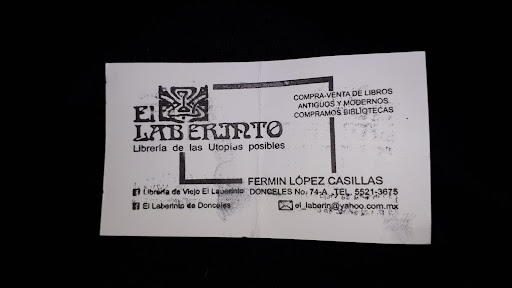 El
LABERINTO
Librería de las Utopías posibles
COMPRA-VENTA DE LIBROS
ANTIGUOS Y MODERNOS.
COMPRAMOS BIBLIOTECAS
FERMIN LÓPEZ CASILLAS
Librería de Viejo El Laberinto
DONCELES No. 74-A TEL. 5521-3675
El Laberinto de Donceles
el_laberin@yahoo.com.mx